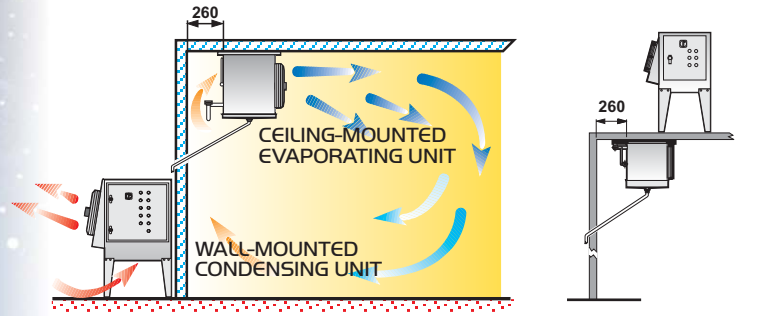 260
CEILING-MOUNTED
EVAPORATING UNIT
WALL-MOUNTED
CONDENSING UNIT
260